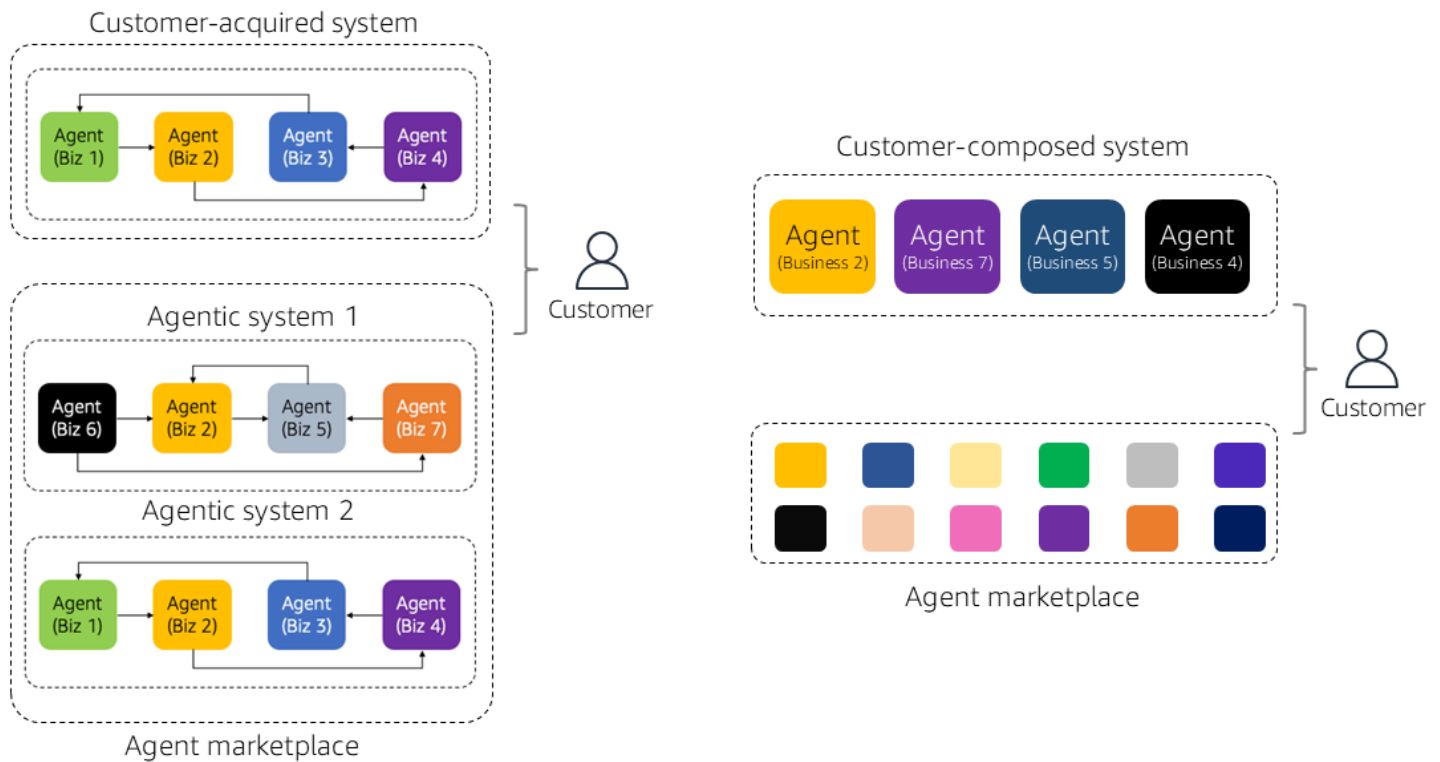 Customer-acquired system
Agent
(Biz 1)
Agent
(Biz 2)
Agent
(Biz 3)
Agent
(Biz 4)
Customer
Agentic system 1
Agent
(Biz 6)
Agent
(Biz 2)
Agent
(Biz 5)
Agent
(Biz 7)
Agentic system 2
Agent
(Biz 1)
Agent
(Biz 2)
Agent
(Biz 3)
Agent
(Biz 4)
Agent marketplace
Customer-composed system
Agent
(Business 2)
Agent
(Business 7)
Agent
(Business 5)
Agent
(Business 4)
Customer
Agent marketplace